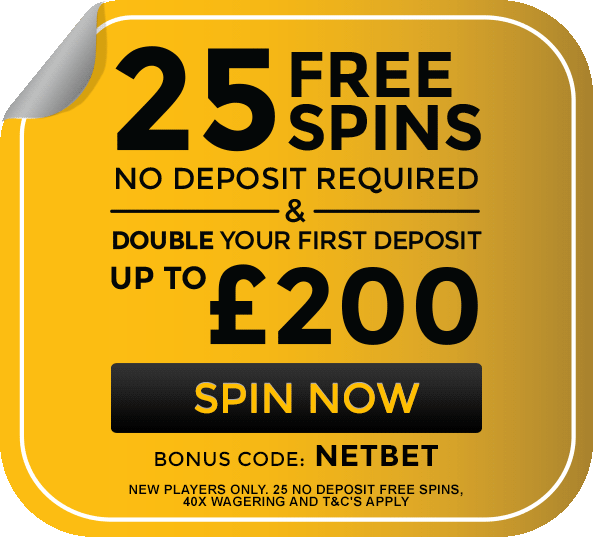 25 FREE
SPINS
NO DEPOSIT REQUIRED
&
DOUBLE YOUR FIRST DEPOSIT
UP TO £200
SPIN NOW
BONUS CODE: NETBET
NEW PLAYERS ONLY. 25 NO DEPOSIT FREE SPINS,
40X WAGERING AND T&C'S APPLY